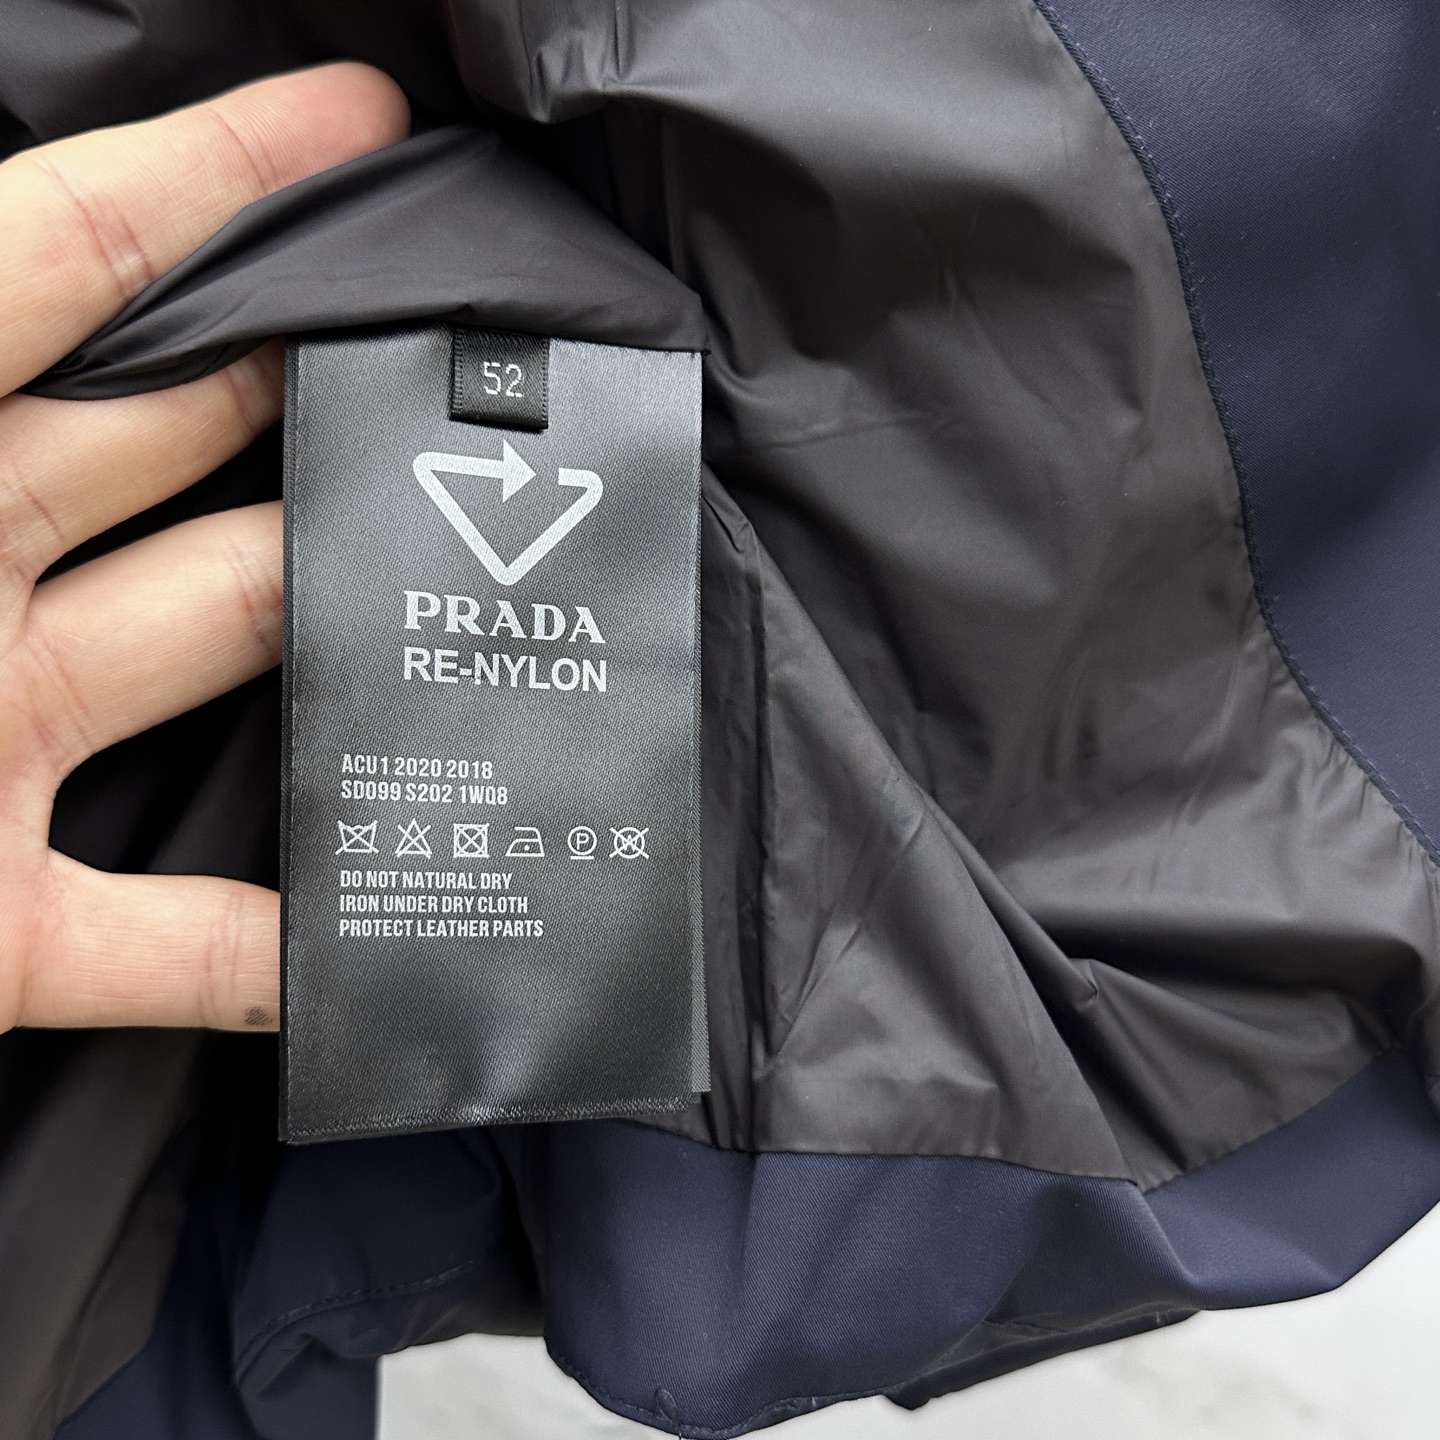 52
PRADA
RE-NYLON
ACU1 2020 2018
SD099 S202 1WQ8
P W
DO NOT NATURAL DRY
IRON UNDER DRY CLOTH
PROTECT LEATHER PARTS